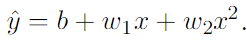 ŷ = b + w₁x + w₂x².